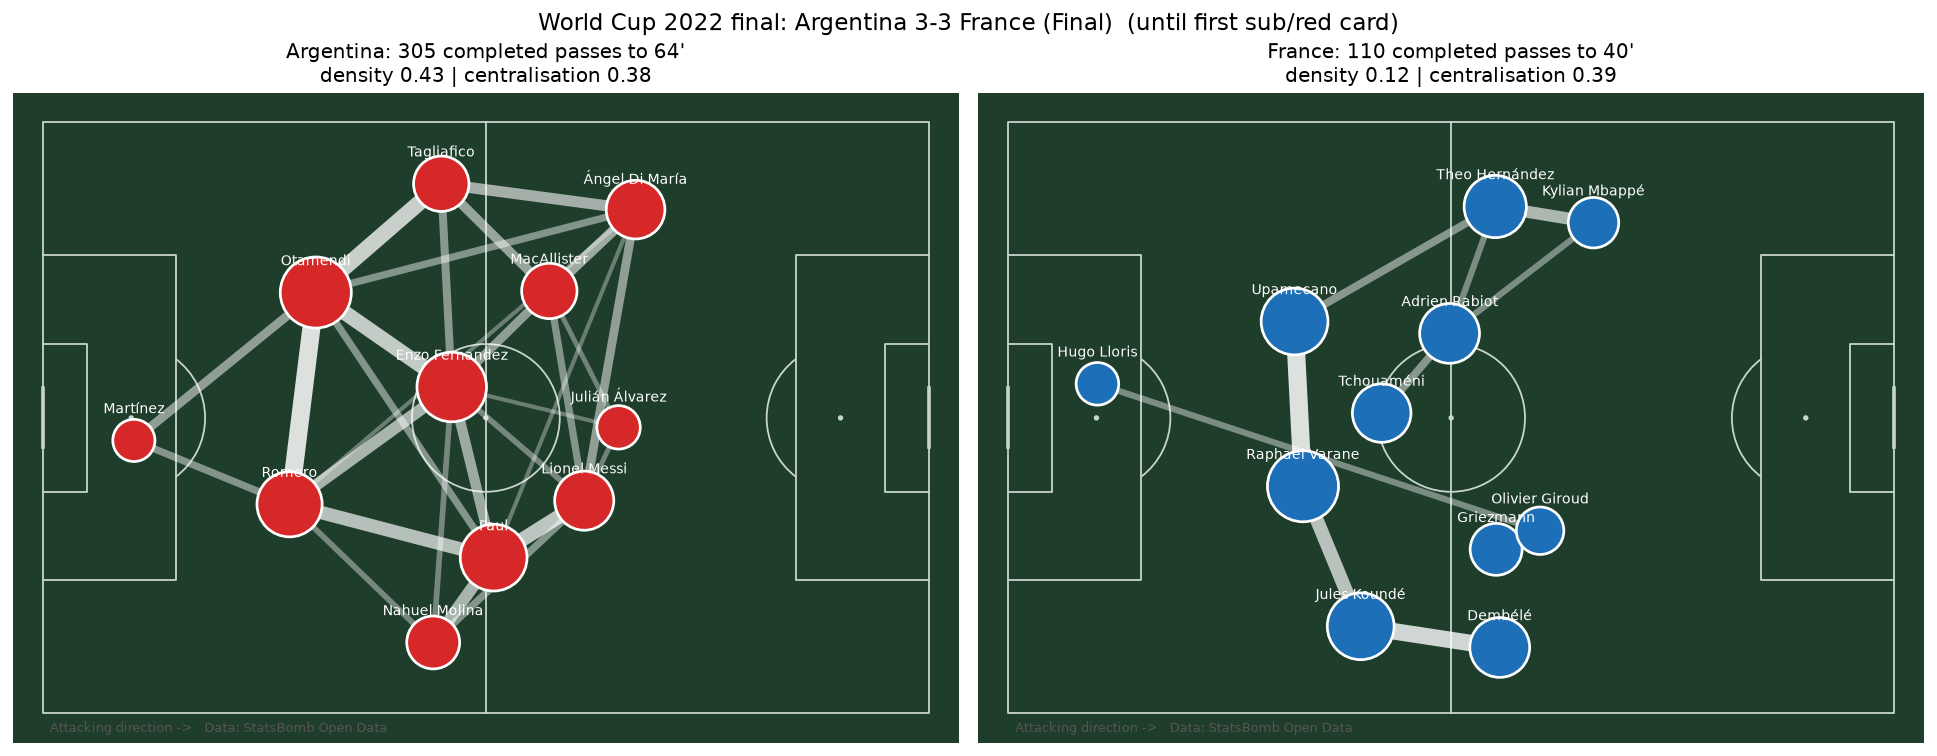 World Cup 2022 final: Argentina 3-3 France (Final)  (until first sub/red card)
Argentina: 305 completed passes to 64'
density 0.43 | centralisation 0.38
Tagliafico
Ángel Di María
Otamendi
MacAllister
Enzo Fernandez
Julián Álvarez
Martínez
Romero
Lionel Messi
Paul
Nahuel Molina
Attacking direction ->   Data: StatsBomb Open Data
France: 110 completed passes to 40'
density 0.12 | centralisation 0.39
Theo Hernández
Kylian Mbappé
Upamecano
Adrien Rabiot
Hugo Lloris
Tchouaméni
Raphaël Varane
Olivier Giroud
Griezmann
Jules Koundé
Dembélé
Attacking direction ->   Data: StatsBomb Open Data